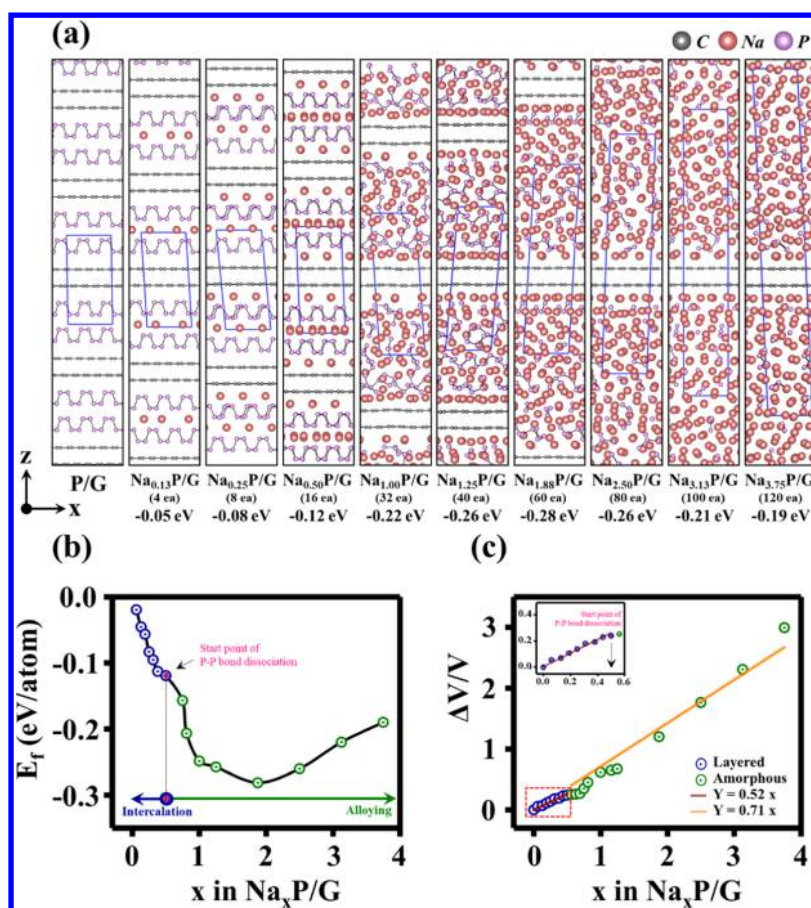 (a)
C Na P
z
x
P/G
Na0.13P/G
(4 ea)
-0.05 eV
Na0.25P/G
(8 ea)
-0.08 eV
Na0.50P/G
(16 ea)
-0.12 eV
Na1.00P/G
(32 ea)
-0.22 eV
Na1.25P/G
(40 ea)
-0.26 eV
Na1.88P/G
(60 ea)
-0.28 eV
Na2.50P/G
(80 ea)
-0.26 eV
Na3.13P/G
(100 ea)
-0.21 eV
Na3.75P/G
(120 ea)
-0.19 eV
(b)
0.0
-0.1
-0.2
-0.3
Ef (eV/atom)
Start point of
P-P bond dissociation
Intercalation
Alloying
0 1 2 3 4
x in NaxP/G
(c)
3
2
1
0
ΔV/V
0.4
0.2
0.0
Start point of
P-P bond dissociation
0.0 0.2 0.4 0.6
Layered
Amorphous
Y = 0.52 x
Y = 0.71 x
0 1 2 3 4
x in NaxP/G